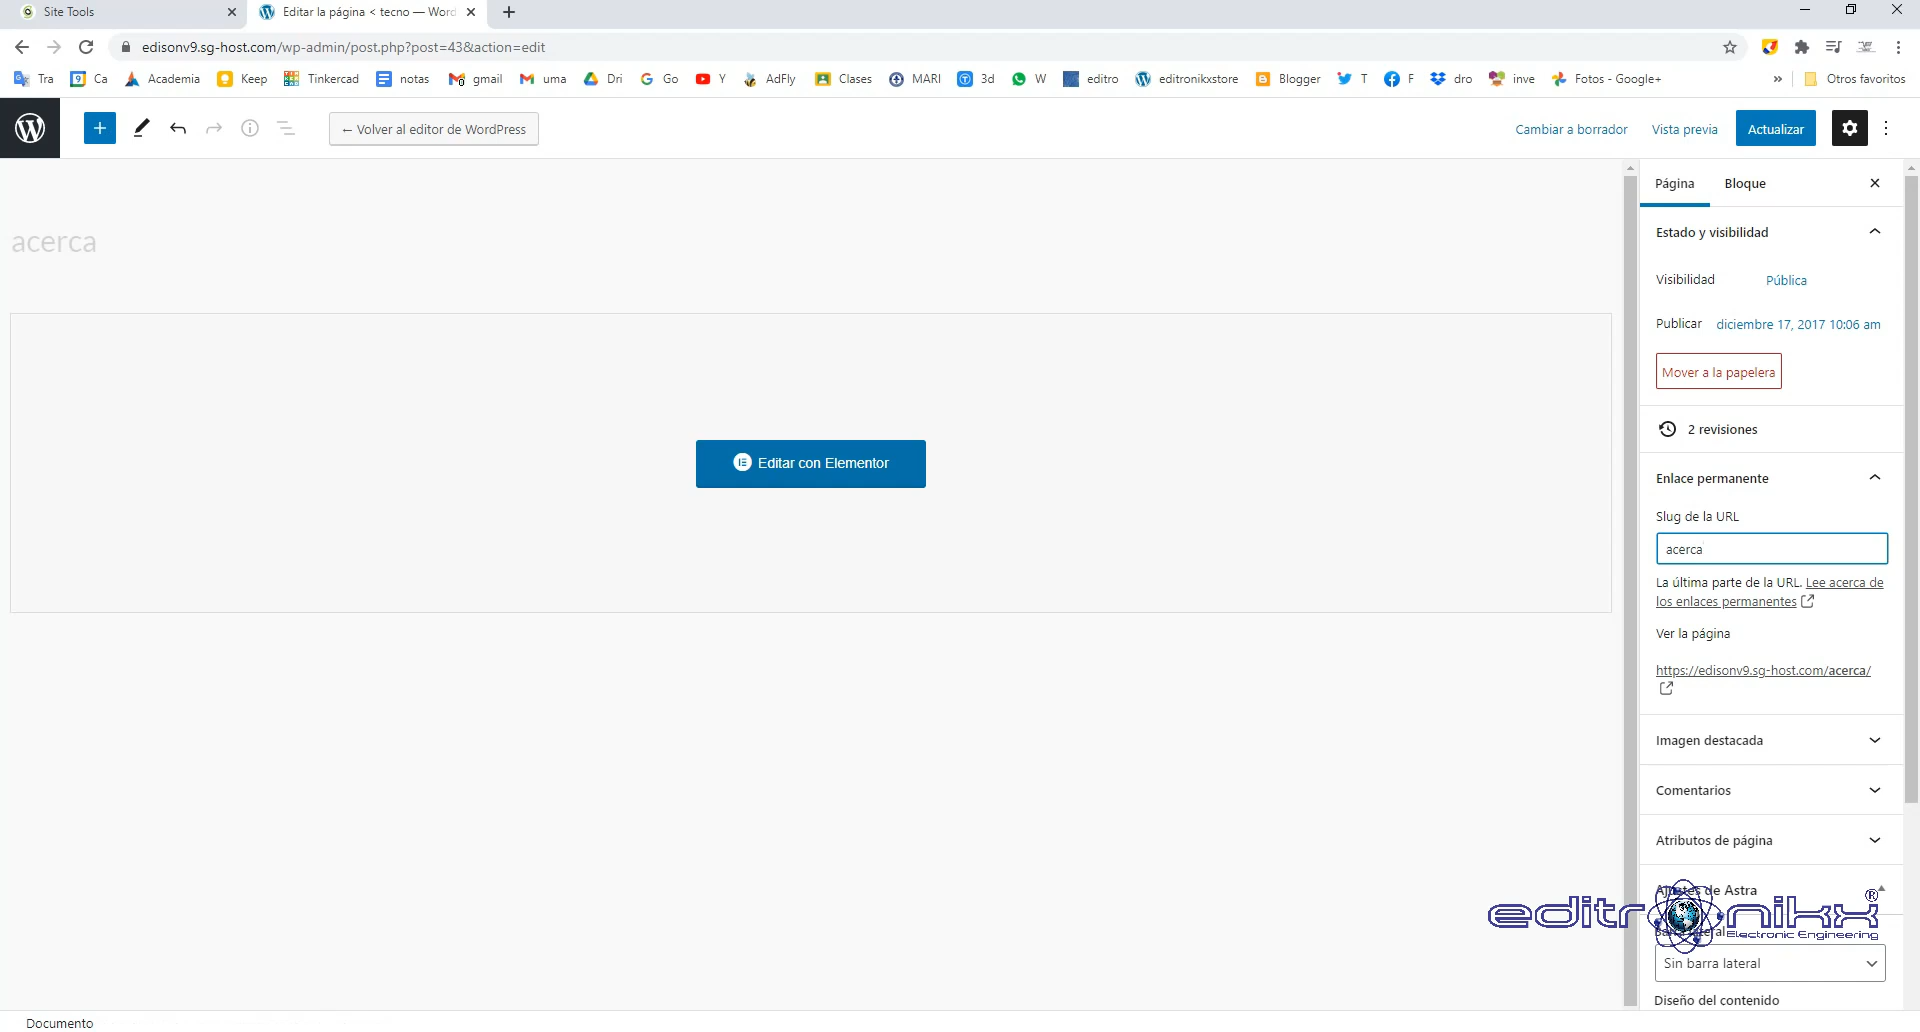 Site Tools
Editar la página < tecno — Word
edisonv9.sg-host.com/wp-admin/post.php?post=43&action=edit
Tra Ca Academia Keep Tinkercad notas gmail uma Dri Go Y AdFly Clases MARI 3d W editro editronikxstore Blogger T F dro inve Fotos - Google+ » Otros favoritos
← Volver al editor de WordPress
Cambiar a borrador Vista previa Actualizar
Página Bloque
Estado y visibilidad
acerca
Visibilidad Pública
Publicar diciembre 17, 2017 10:06 am
Mover a la papelera
2 revisiones
Editar con Elementor
Enlace permanente
Slug de la URL
acerca
La última parte de la URL. Lee acerca de
los enlaces permanentes
Ver la página
https://edisonv9.sg-host.com/acerca/
Imagen destacada
Comentarios
Atributos de página
Ajustes de Astra
editronikx ®
Electronic Engineering
Sin barra lateral
Diseño del contenido
Documento